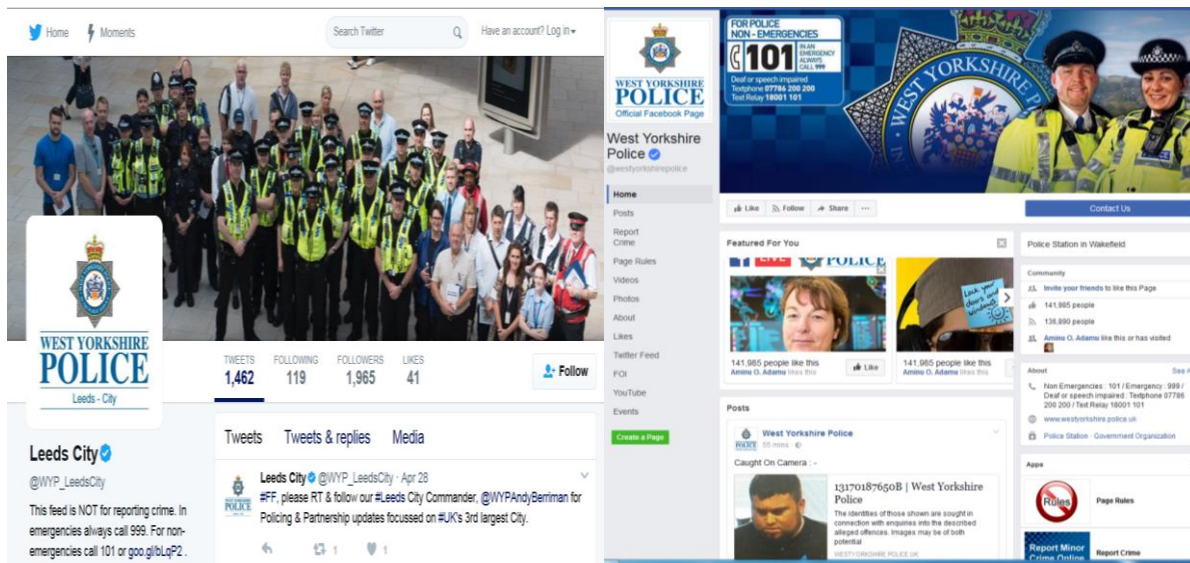 Home
Moments
Search Twitter
Have an account? Log in
WEST YORKSHIRE
POLICE
Leeds - City
TWEETS
1,462
FOLLOWING
119
FOLLOWERS
1,965
LIKES
41
Follow
Leeds City
@WYP_LeedsCity
This feed is NOT for reporting crime. In
emergencies always call 999. For non-
emergencies call 101 or goo.gl/bLqP2 .
Tweets
Tweets & replies
Media
Leeds City @WYP_LeedsCity · Apr 28
#FF, please RT & follow our #Leeds City Commander, @WYPAndyBerriman for
Policing & Partnership updates focussed on #UK's 3rd largest City.
1
1
WEST YORKSHIRE
POLICE
Official Facebook Page
West Yorkshire
Police
@westyorkshirepolice
Home
Posts
Report
Crime
Page Rules
Videos
Photos
About
Likes
Twitter Feed
FOI
YouTube
Events
Create a Page
FOR POLICE
NON - EMERGENCIES
101
IN AN
EMERGENCY
ALWAYS
CALL 999
Deaf or speech impaired
Textphone 07786 200 200
Text Relay 18001 101
WEST YORKSHIRE
Like
Follow
Share
Contact Us
Featured For You
LIVE
POLICE
Lock your
doors and
windows
141,985 people like this
Aminu O. Adamu likes this
Like
141,985 people like this
Aminu O. Adamu likes this
Posts
West Yorkshire Police
55 mins
Caught On Camera : -
13170187650B | West Yorkshire
Police
The identities of those shown are sought in
connection with enquiries into the described
alleged offences. Images may be of both
potential
WESTYORKSHIRE.POLICE.UK
Police Station in Wakefield
Community
Invite your friends to like this Page
141,985 people
136,890 people
Aminu O. Adamu like this or has visited
About
See A
Non Emergencies : 101 / Emergency : 999 /
Deaf or speech impaired : Textphone 07786
200 200 / Text Relay 18001 101
www.westyorkshire.police.uk
Police Station · Government Organization
Apps
Rules
Page Rules
Report Minor
Crime Online
Report Crime